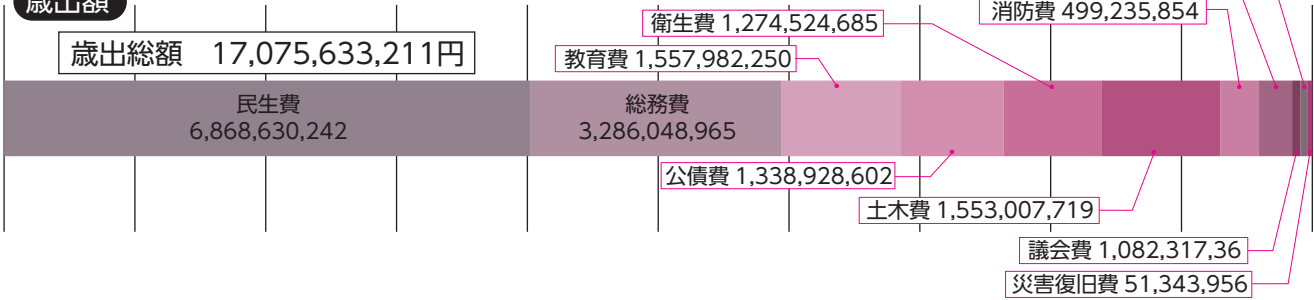 歳出額
歳出総額 17,075,633,211円
衛生費 1,274,524,685
消防費 499,235,854
教育費 1,557,982,250
民生費
6,868,630,242
総務費
3,286,048,965
公債費 1,338,928,602
土木費 1,553,007,719
議会費 1,082,317,36
災害復旧費 51,343,956